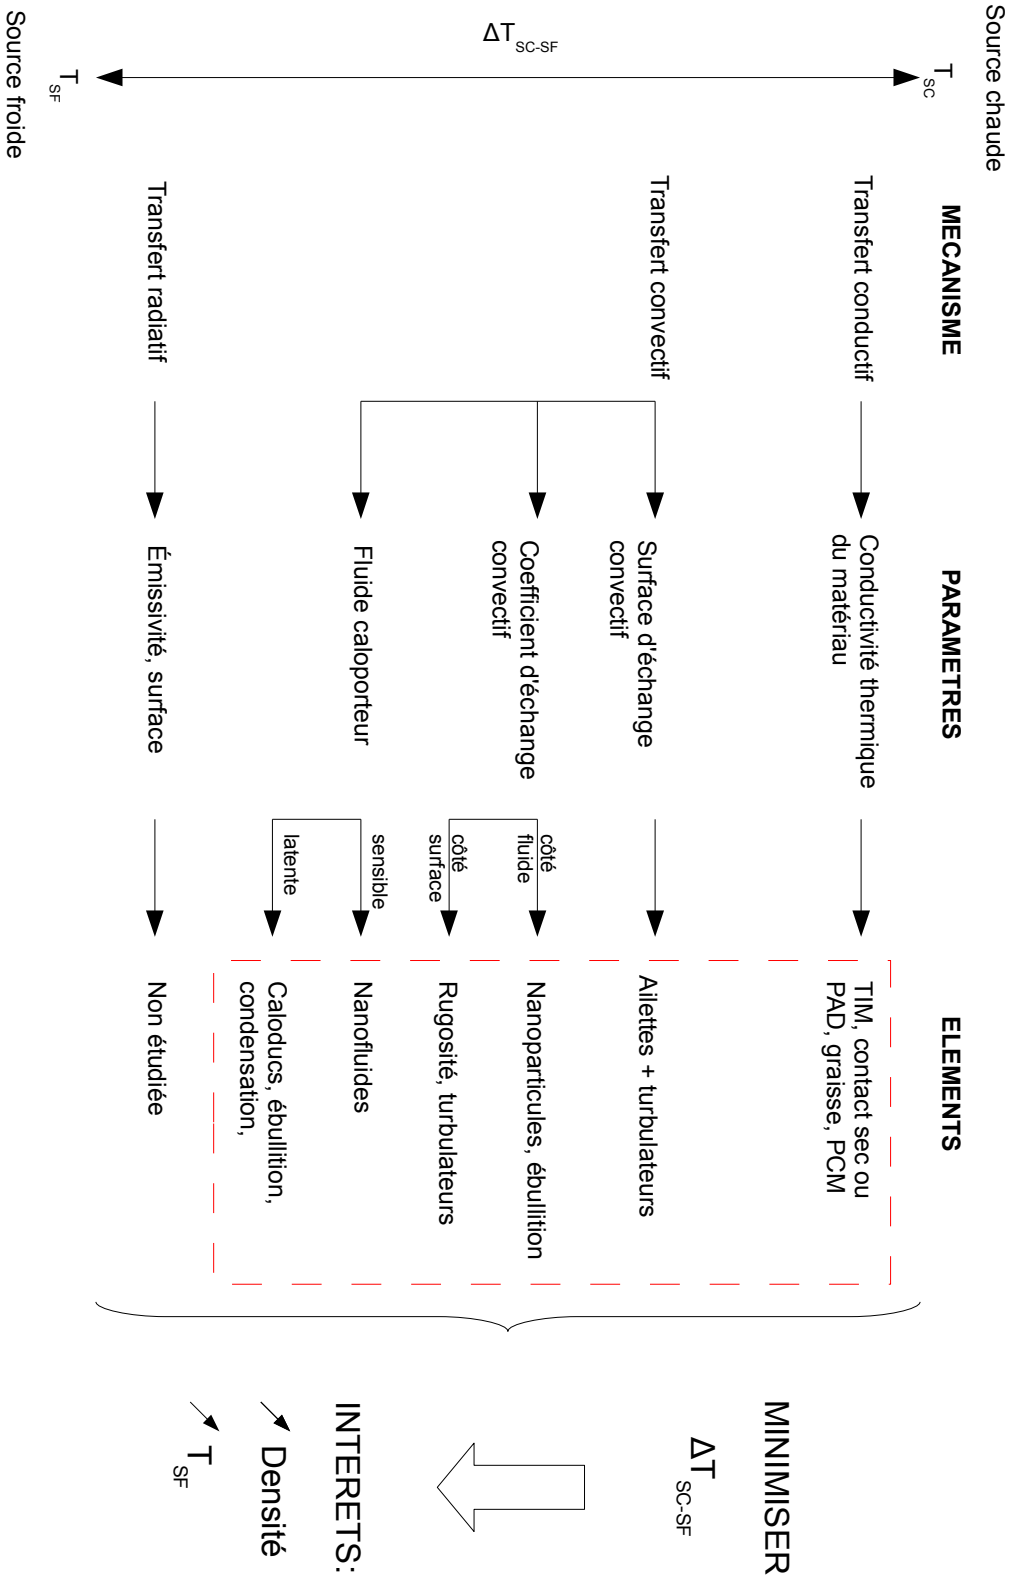 Source chaude
T SC
ΔT SC-SF
T SF
Source froide
MECANISME
Transfert conductif
Transfert convectif
Transfert radiatif
PARAMETRES
Conductivité thermique
du matériau
Surface d'échange
convectif
Coefficient d'échange
convectif
Fluide caloporteur
Émissivité, surface
côté
fluide
côté
surface
sensible
latente
ELEMENTS
TIM, contact sec ou
PAD, graisse, PCM
Ailettes + turbulateurs
Nanoparticules, ébullition
Rugosité, turbulateurs
Nanofluides
Caloducs, ébullition,
condensation,
Non étudiée
MINIMISER
ΔT SC-SF
INTERETS:
↗ Densité
↗ T SF